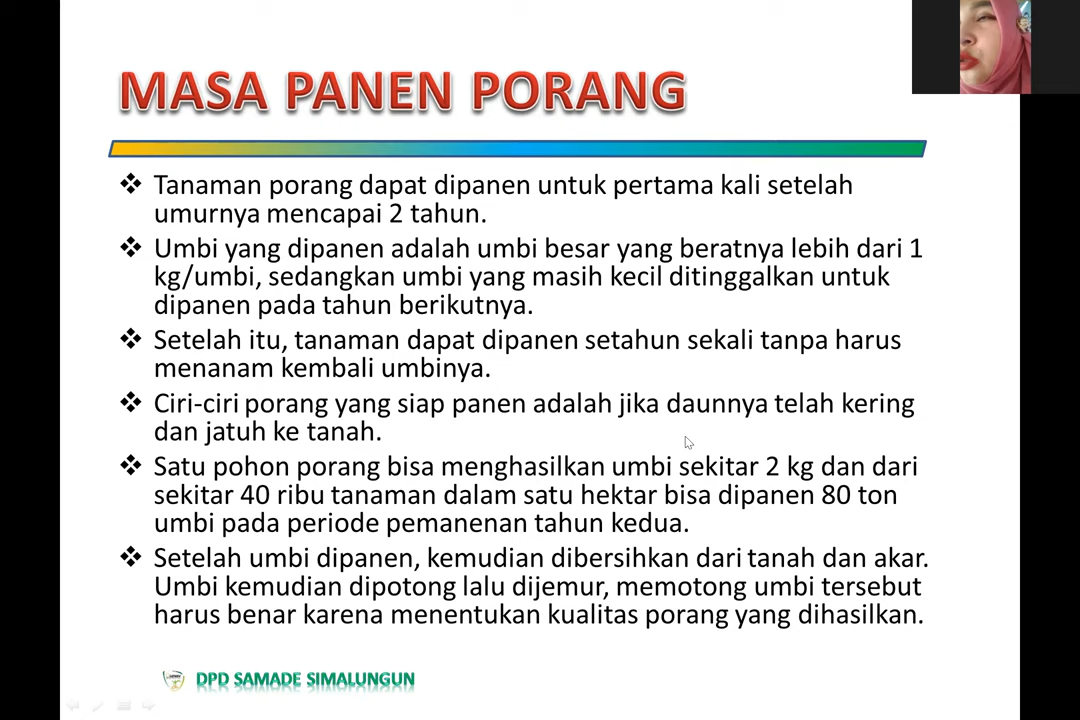 MASA PANEN PORANG
❖ Tanaman porang dapat dipanen untuk pertama kali setelah
umurnya mencapai 2 tahun.
❖ Umbi yang dipanen adalah umbi besar yang beratnya lebih dari 1
kg/umbi, sedangkan umbi yang masih kecil ditinggalkan untuk
dipanen pada tahun berikutnya.
❖ Setelah itu, tanaman dapat dipanen setahun sekali tanpa harus
menanam kembali umbinya.
❖ Ciri-ciri porang yang siap panen adalah jika daunnya telah kering
dan jatuh ke tanah.
❖ Satu pohon porang bisa menghasilkan umbi sekitar 2 kg dan dari
sekitar 40 ribu tanaman dalam satu hektar bisa dipanen 80 ton
umbi pada periode pemanenan tahun kedua.
❖ Setelah umbi dipanen, kemudian dibersihkan dari tanah dan akar.
Umbi kemudian dipotong lalu dijemur, memotong umbi tersebut
harus benar karena menentukan kualitas porang yang dihasilkan.
DPD SAMADE SIMALUNGUN